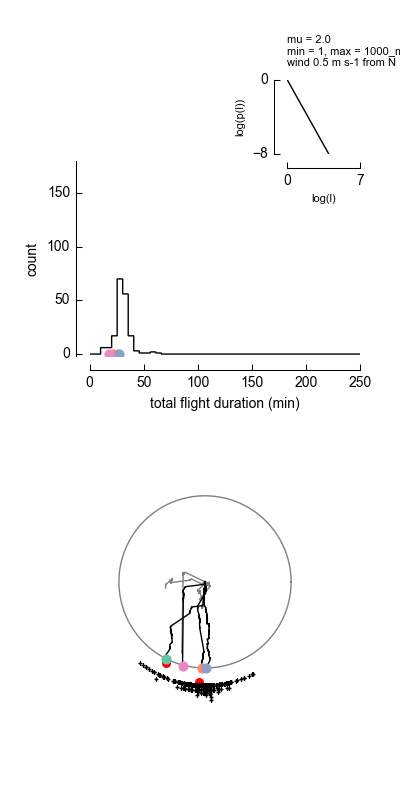 mu = 2.0
min = 1, max = 1000_m
wind 0.5 m s-1 from N
0
log(p(l))
−8
0 7
log(l)
150
100
count
50
0
0 50 100 150 200 250
total flight duration (min)